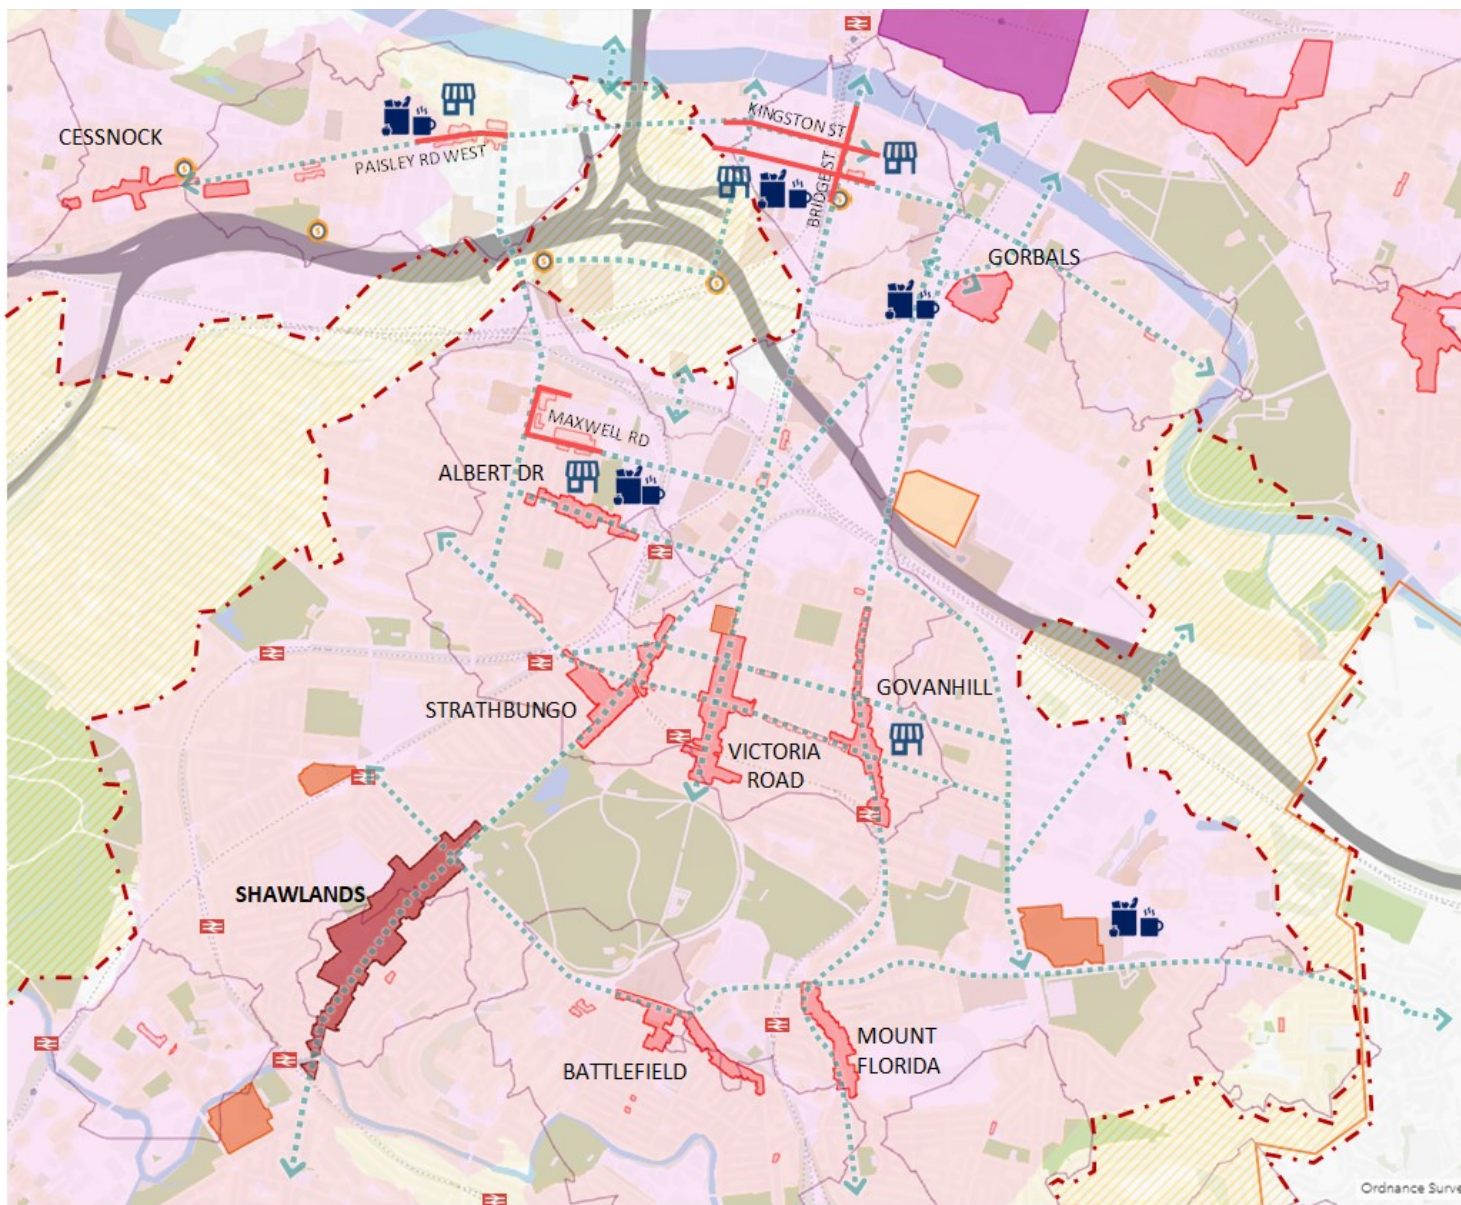 KINGSTON ST
CESSNOCK
PAISLEY RD WEST
BRIDGE ST
GORBALS
MAXWELL RD
ALBERT DR
GOVANHILL
STRATHBUNGO
VICTORIA
ROAD
SHAWLANDS
MOUNT
FLORIDA
BATTLEFIELD
Ordnance Surve